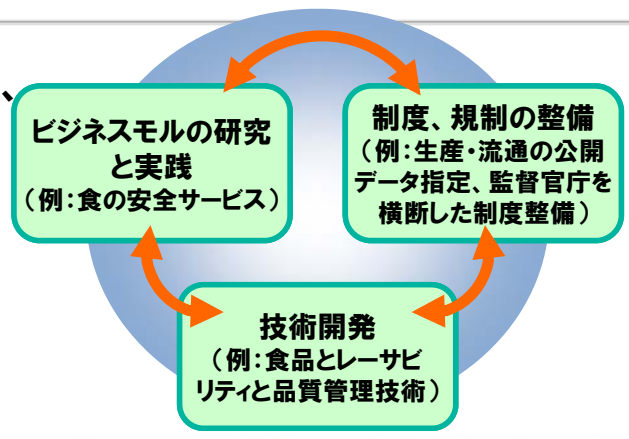 、
ビジネスモルの研究
と実践
(例:食の安全サービス)
制度、規制の整備
(例:生産・流通の公開
データ指定、監督官庁を
横断した制度整備)
技術開発
(例:食品とレーサビ
リティと品質管理技術)